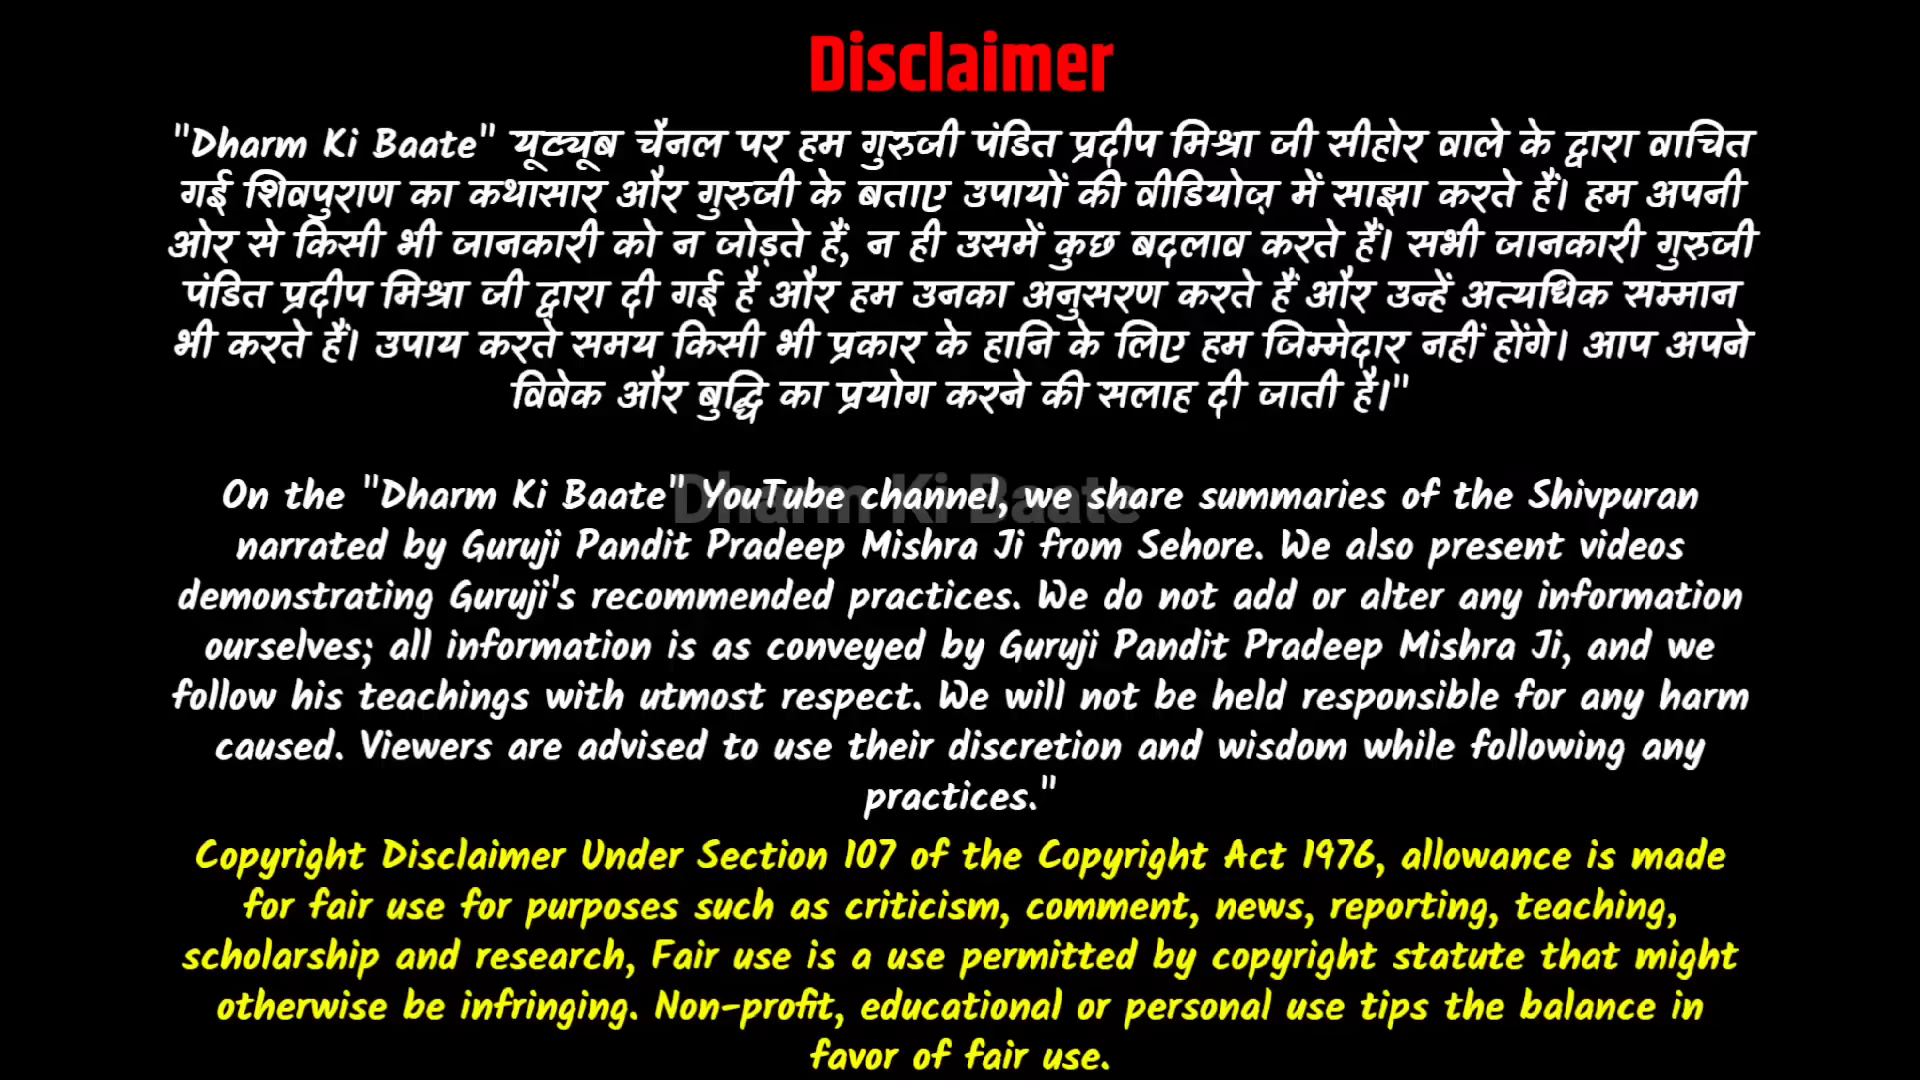 Disclaimer
"Dharm Ki Baate" यूट्यूब चैनल पर हम गुरुजी पंडित प्रदीप मिश्रा जी सीहोर वाले के द्वारा वाचित
गई शिवपुराण का कथासार और गुरुजी के बताए उपायों की वीडियोज़ में साझा करते हैं। हम अपनी
ओर से किसी भी जानकारी को न जोड़ते हैं, न ही उसमें कुछ बदलाव करते हैं। सभी जानकारी गुरुजी
पंडित प्रदीप मिश्रा जी द्वारा दी गई है और हम उनका अनुसरण करते हैं और उन्हें अत्यधिक सम्मान
भी करते हैं। उपाय करते समय किसी भी प्रकार के हानि के लिए हम जिम्मेदार नहीं होंगे। आप अपने
विवेक और बुद्धि का प्रयोग करने की सलाह दी जाती है।"
On the "Dharm Ki Baate" YouTube channel, we share summaries of the Shivpuran
Dharm Ki Baate
narrated by Guruji Pandit Pradeep Mishra Ji from Sehore. We also present videos
demonstrating Guruji's recommended practices. We do not add or alter any information
ourselves; all information is as conveyed by Guruji Pandit Pradeep Mishra Ji, and we
follow his teachings with utmost respect. We will not be held responsible for any harm
caused. Viewers are advised to use their discretion and wisdom while following any
practices."
Copyright Disclaimer Under Section 107 of the Copyright Act 1976, allowance is made
for fair use for purposes such as criticism, comment, news, reporting, teaching,
scholarship and research, Fair use is a use permitted by copyright statute that might
otherwise be infringing. Non-profit, educational or personal use tips the balance in
favor of fair use.